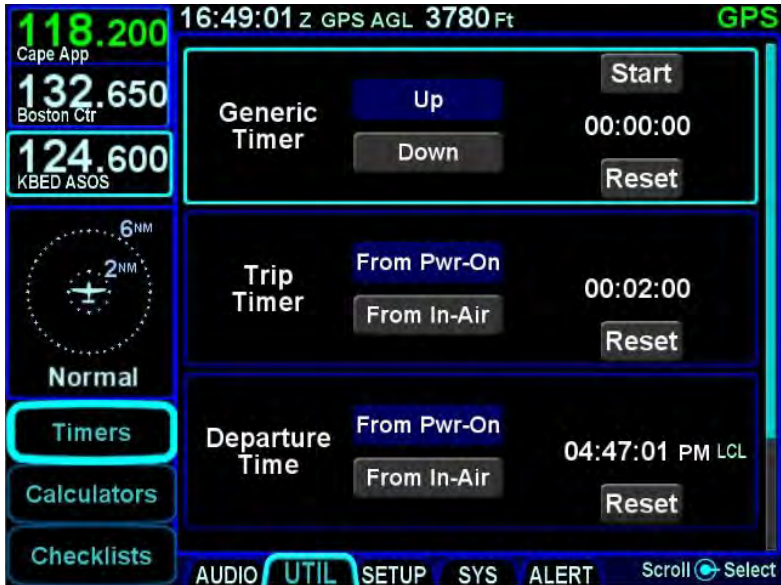 118.200
Cape App
132.650
Boston Ctr
124.600
KBED ASOS
6NM
2NM
Normal
Timers
Calculators
Checklists
16:49:01 Z GPS AGL 3780 Ft
GPS
Generic
Timer
Up
Down
Start
00:00:00
Reset
Trip
Timer
From Pwr-On
From In-Air
00:02:00
Reset
Departure
Time
From Pwr-On
From In-Air
04:47:01 PM LCL
Reset
AUDIO UTIL SETUP SYS ALERT Scroll Select